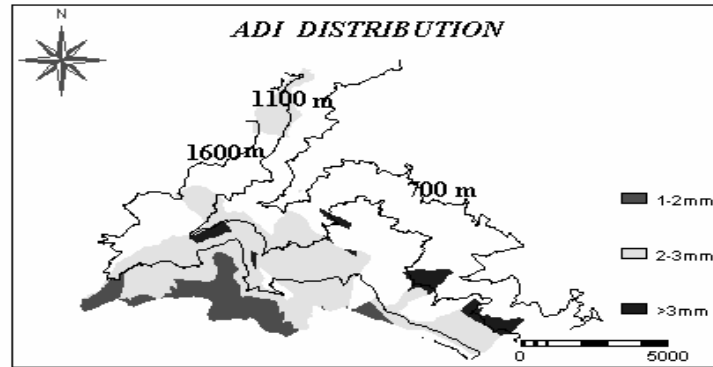 N
ADI DISTRIBUTION
1100 m
1600 m
700 m
1-2mm
2-3mm
>3mm
0 5000